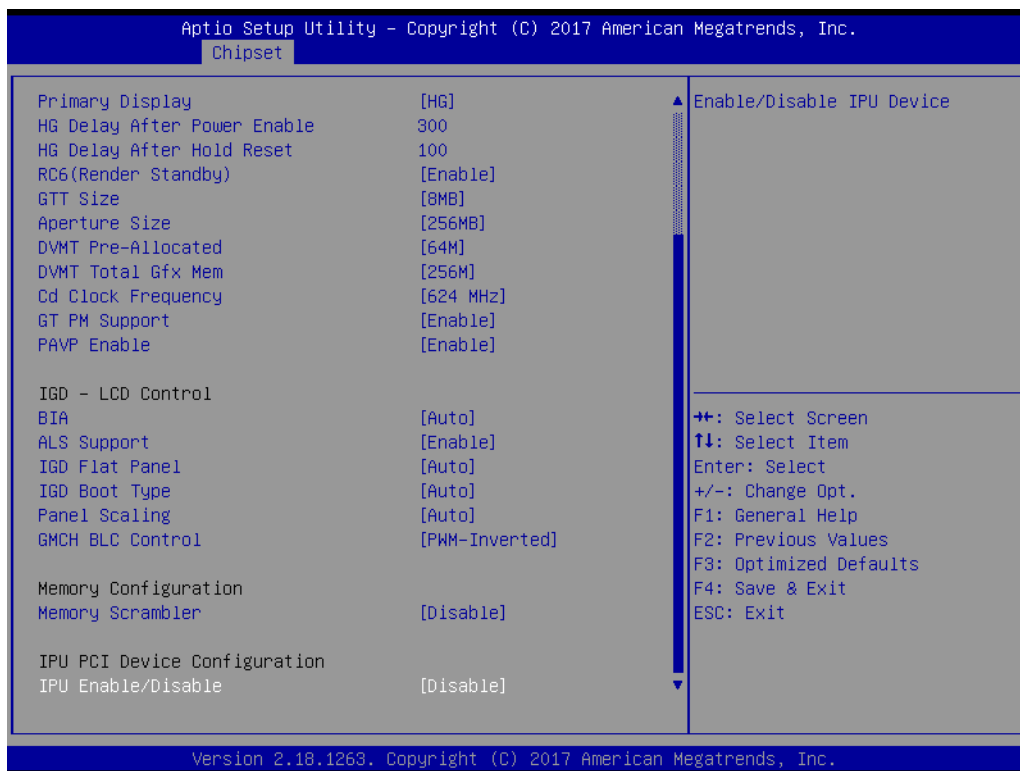 Aptio Setup Utility – Copyright (C) 2017 American Megatrends, Inc.
Chipset
Primary Display [HG]
HG Delay After Power Enable 300
HG Delay After Hold Reset 100
RC6(Render Standby) [Enable]
GTT Size [8MB]
Aperture Size [256MB]
DVMT Pre-Allocated [64M]
DVMT Total Gfx Mem [256M]
Cd Clock Frequency [624 MHz]
GT PM Support [Enable]
PAVP Enable [Enable]
IGD – LCD Control
BIA [Auto]
ALS Support [Enable]
IGD Flat Panel [Auto]
IGD Boot Type [Auto]
Panel Scaling [Auto]
GMCH BLC Control [PWM-Inverted]
Memory Configuration
Memory Scrambler [Disable]
IPU PCI Device Configuration
IPU Enable/Disable [Disable]
Enable/Disable IPU Device
→←: Select Screen
↑↓: Select Item
Enter: Select
+/-: Change Opt.
F1: General Help
F2: Previous Values
F3: Optimized Defaults
F4: Save & Exit
ESC: Exit
Version 2.18.1263. Copyright (C) 2017 American Megatrends, Inc.